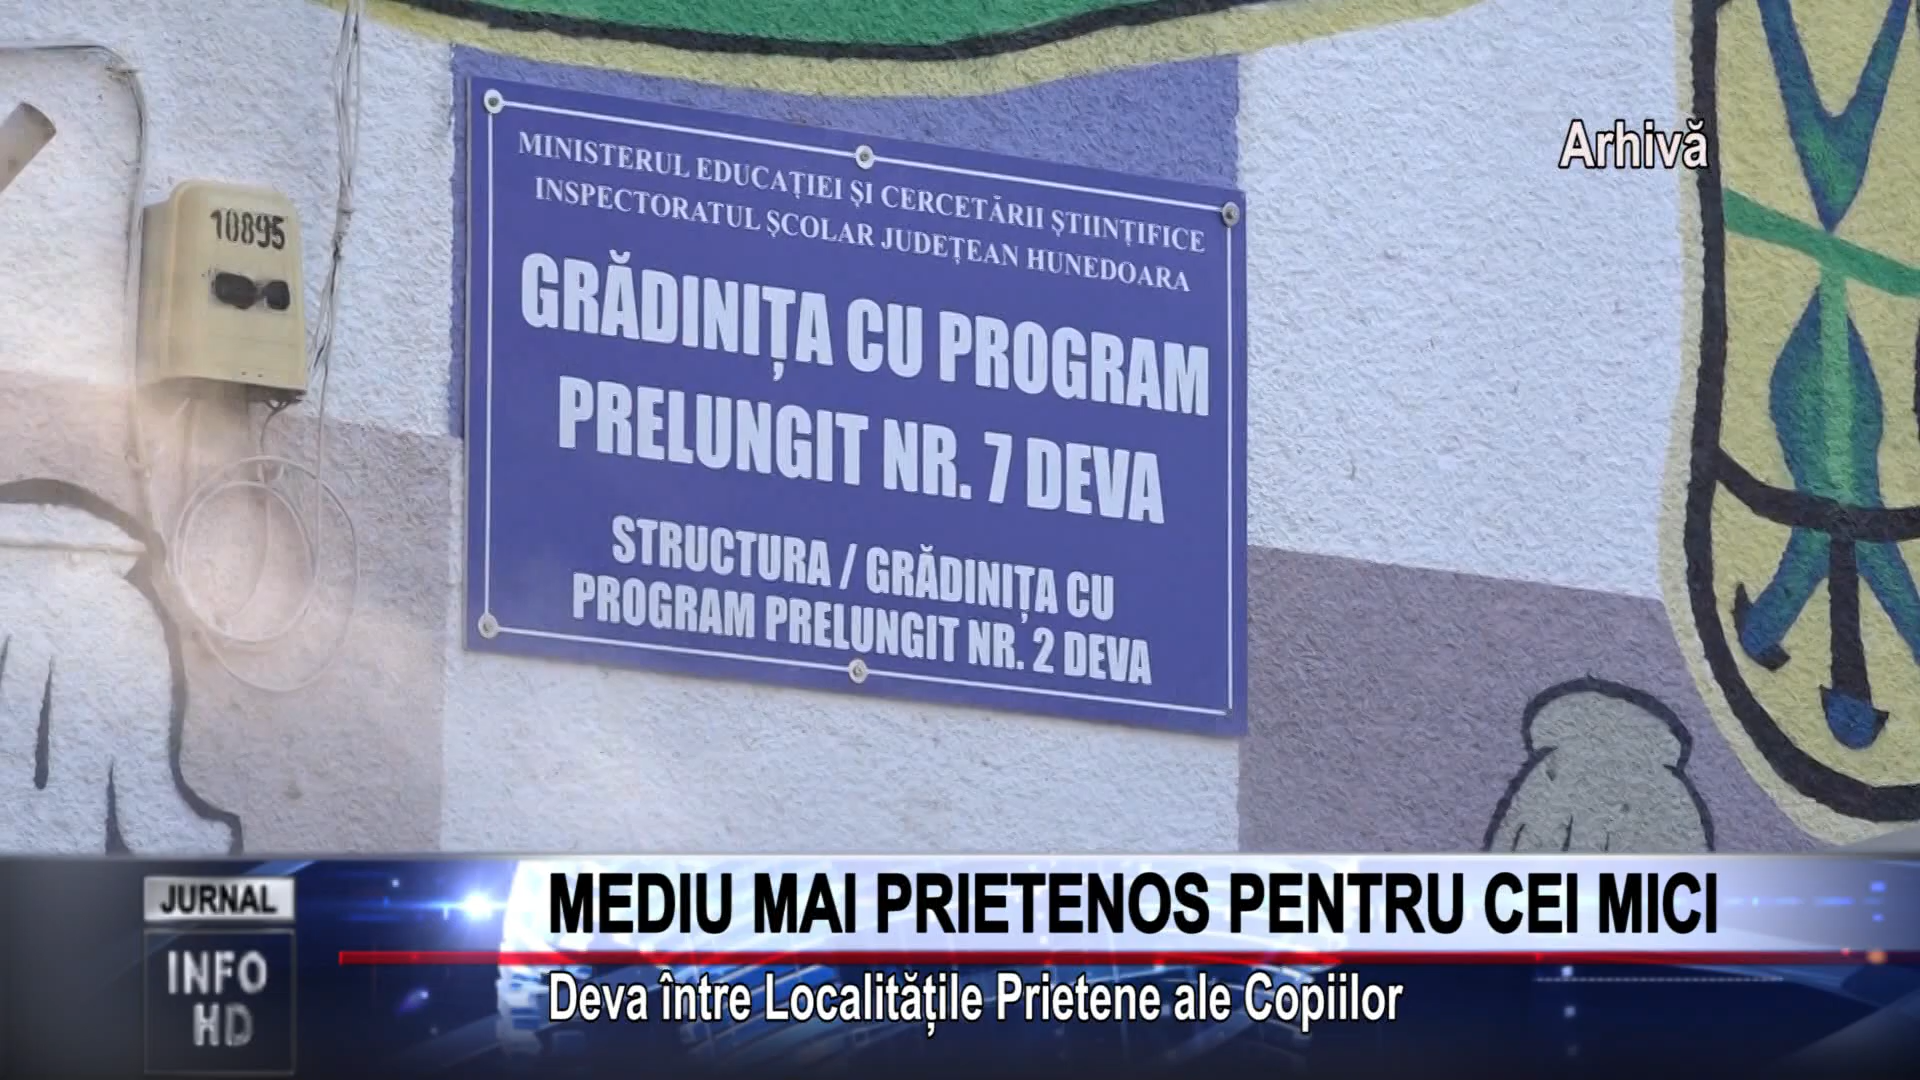 Arhivă
10895
MINISTERUL EDUCAȚIEI ȘI CERCETĂRII ȘTIINȚIFICE
INSPECTORATUL ȘCOLAR JUDEȚEAN HUNEDOARA
GRĂDINIȚA CU PROGRAM
PRELUNGIT NR. 7 DEVA
STRUCTURA / GRĂDINIȚA CU
PROGRAM PRELUNGIT NR. 2 DEVA
JURNAL
INFO
HD
MEDIU MAI PRIETENOS PENTRU CEI MICI
Deva între Localitățile Prietene ale Copiilor